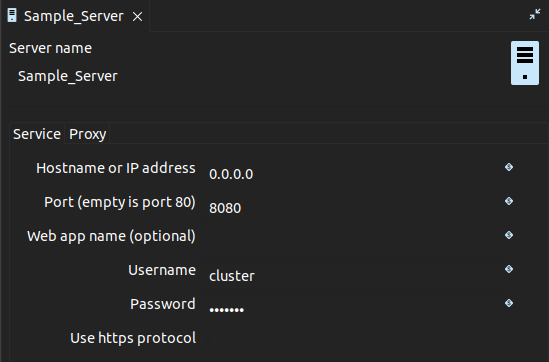 Sample_Server
Server name
Sample_Server
Service Proxy
Hostname or IP address 0.0.0.0
Port (empty is port 80) 8080
Web app name (optional)
Username cluster
Password •••••••
Use https protocol